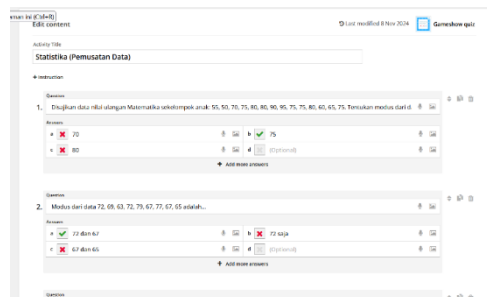 oman ini (Ctrl+R)
Edit content
Last modified 8 Nov 2024
Gameshow quiz
Activity Title
Statistika (Pemusatan Data)
+ Instruction
Question
1. Disajikan data nilai ulangan Matematika sekelompok anak: 55, 50, 70, 75, 80, 80, 90, 95, 75, 75, 80, 60, 65, 75. Tentukan modus dari d
Answers
a 70
b 75
c 80
d (Optional)
+ Add more answers
Question
2. Modus dari data 72, 69, 63, 72, 79, 67, 77, 67, 65 adalah...
Answers
a 72 dan 67
b 72 saja
c 67 dan 65
d (Optional)
+ Add more answers
Question